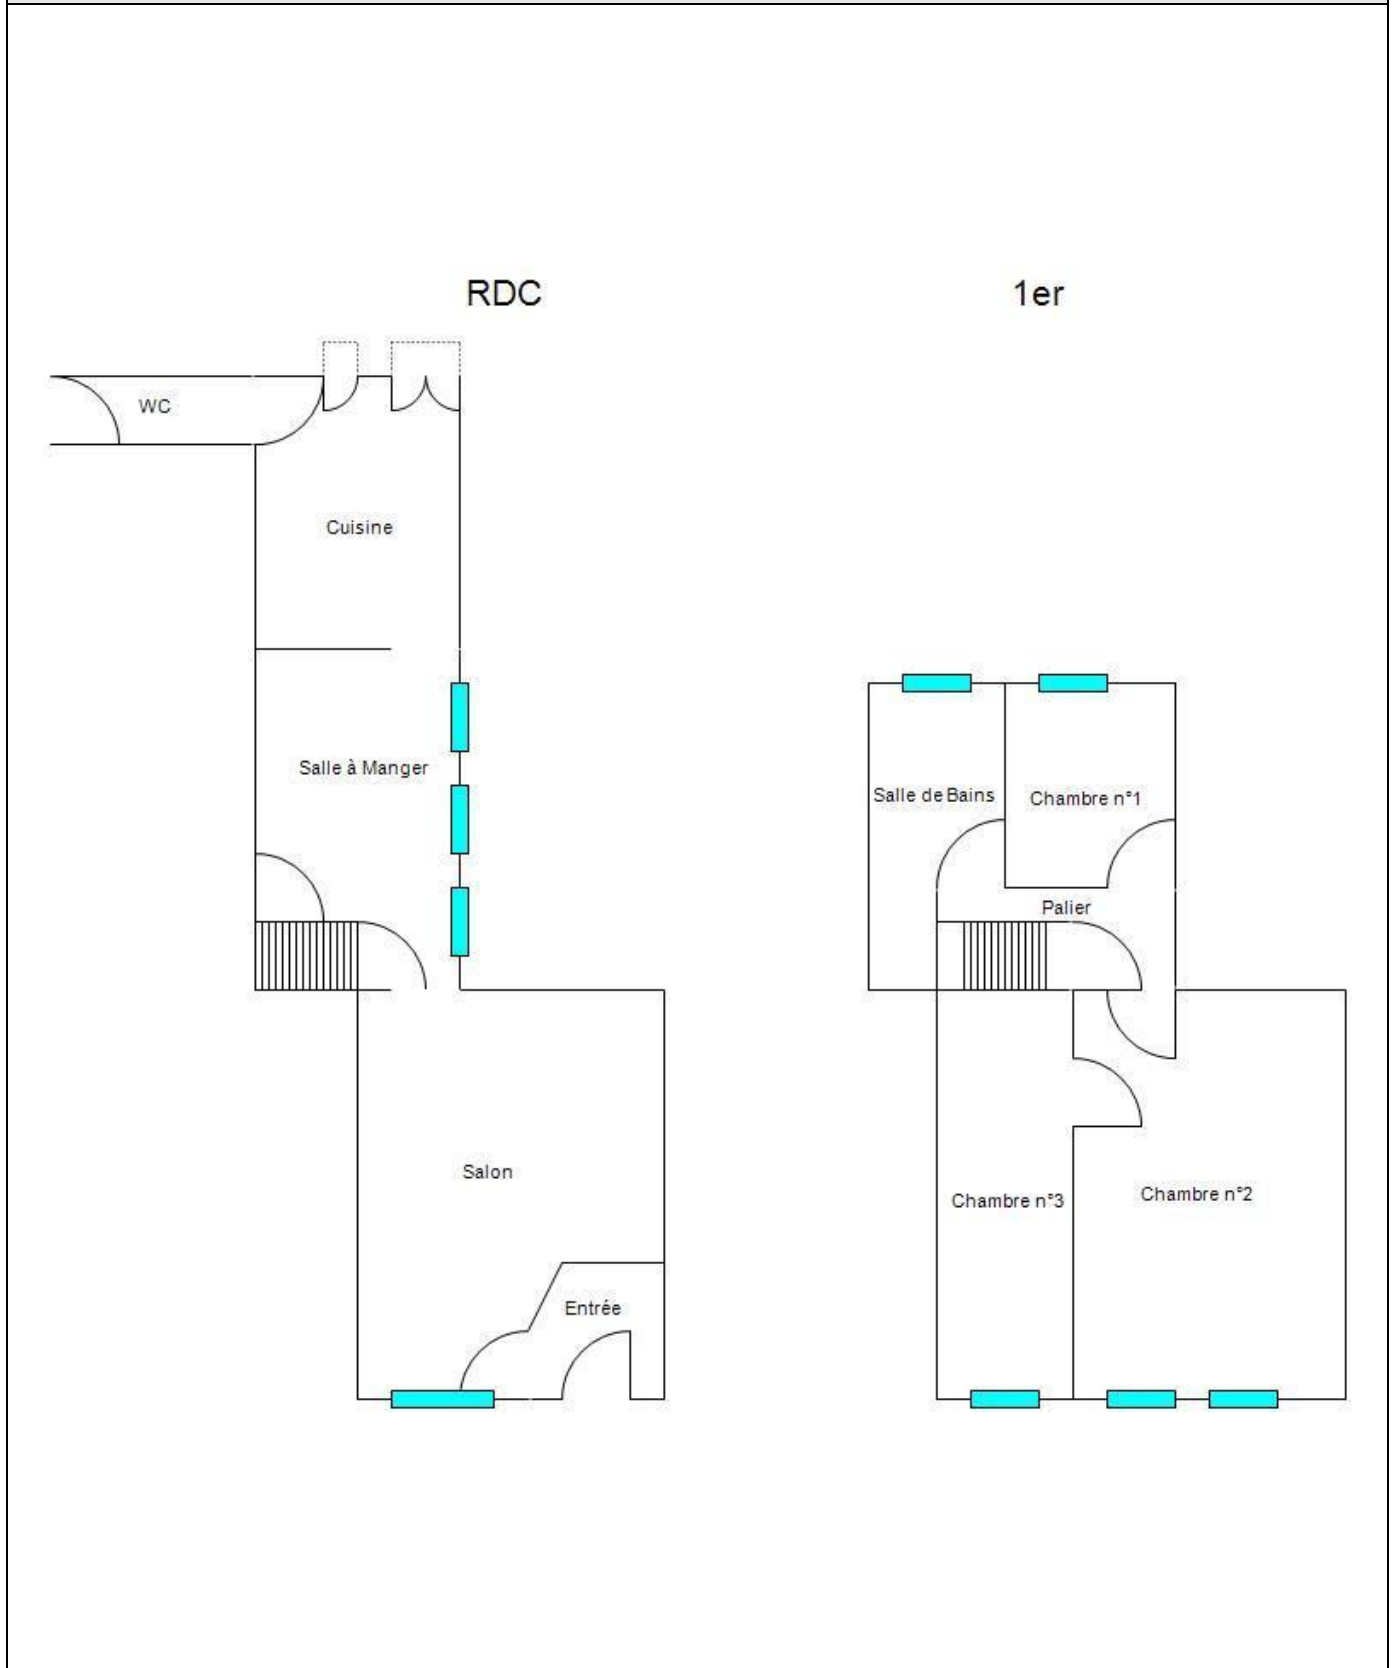 RDC
1er
WC
Cuisine
Salle à Manger
Salon
Entrée
Salle de Bains
Chambre n°1
Palier
Chambre n°3
Chambre n°2